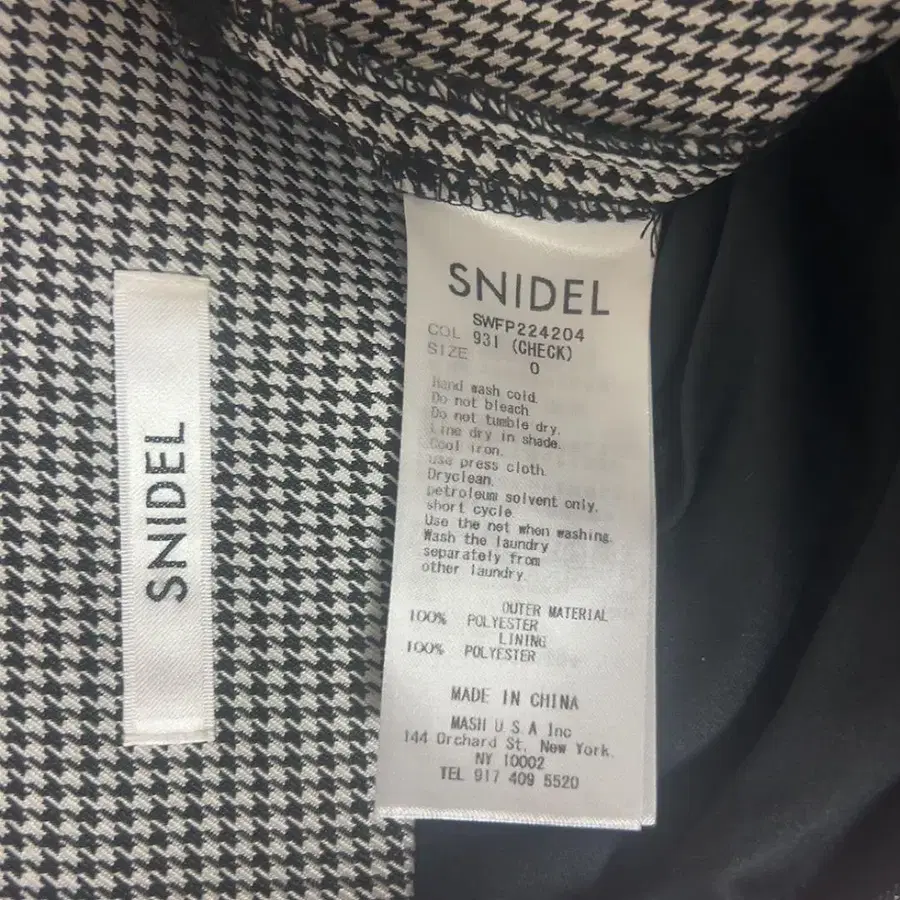 SNIDEL
SNIDEL
SWFP224204
COL 931 (CHECK)
SIZE 0
Hand wash cold.
Do not bleach
Do not tumble dry.
Line dry in shade.
Cool iron.
use press cloth.
Dryclean.
petroleum solvent only.
short cycle.
Use the net when washing.
Wash the laundry
separately from
other laundry.
OUTER MATERIAL
100% POLYESTER
LINING
100% POLYESTER
MADE IN CHINA
MASH U S A Inc
144 Orchard St. New York.
NY 10002
TEL 917 409 5520